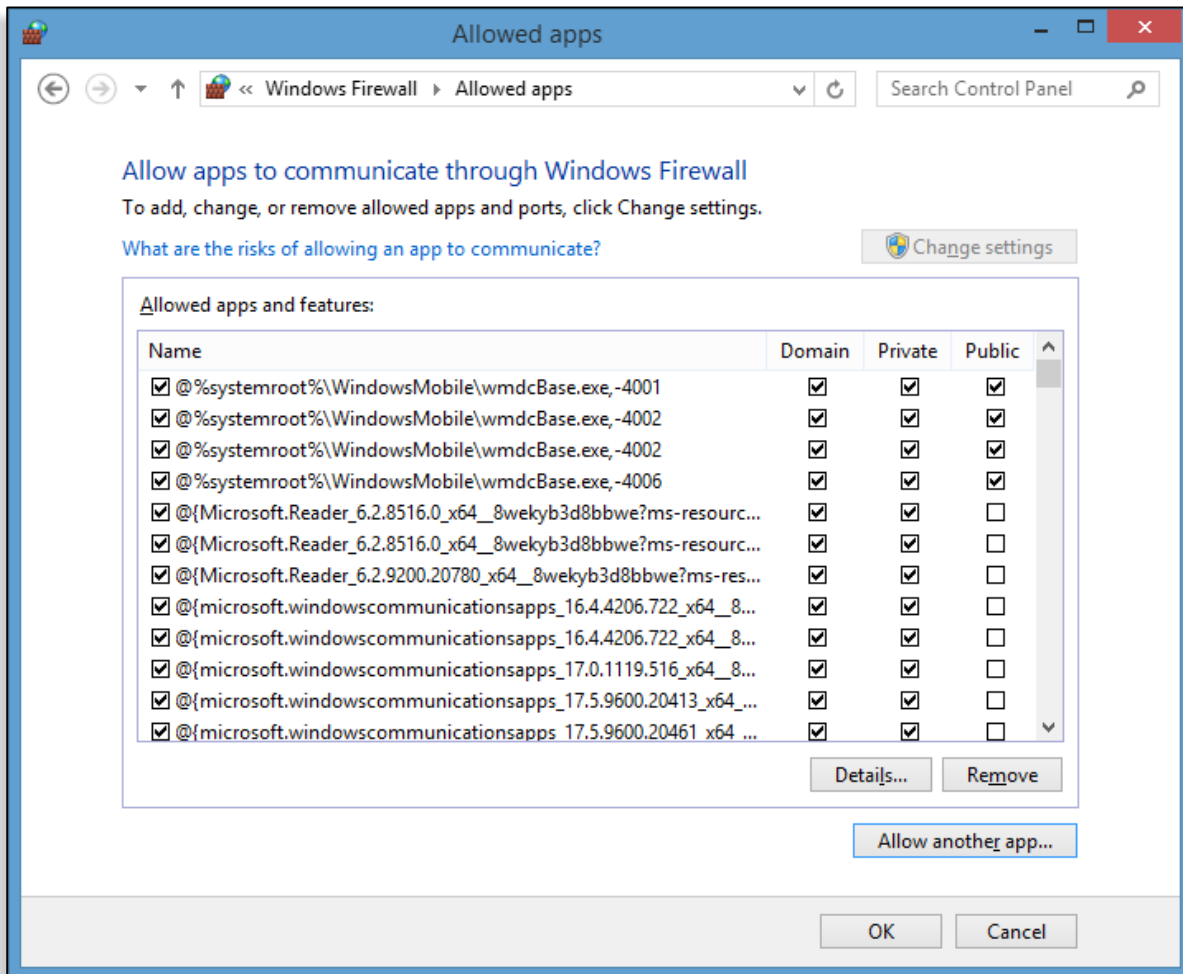 Allowed apps
« Windows Firewall ▸ Allowed apps
Search Control Panel
Allow apps to communicate through Windows Firewall
To add, change, or remove allowed apps and ports, click Change settings.
What are the risks of allowing an app to communicate?
Change settings
Allowed apps and features:
Name Domain Private Public
@%systemroot%\WindowsMobile\wmdcBase.exe,-4001
@%systemroot%\WindowsMobile\wmdcBase.exe,-4002
@%systemroot%\WindowsMobile\wmdcBase.exe,-4002
@%systemroot%\WindowsMobile\wmdcBase.exe,-4006
@{Microsoft.Reader_6.2.8516.0_x64__8wekyb3d8bbwe?ms-resourc...
@{Microsoft.Reader_6.2.8516.0_x64__8wekyb3d8bbwe?ms-resourc...
@{Microsoft.Reader_6.2.9200.20780_x64__8wekyb3d8bbwe?ms-res...
@{microsoft.windowscommunicationsapps_16.4.4206.722_x64__8...
@{microsoft.windowscommunicationsapps_16.4.4206.722_x64__8...
@{microsoft.windowscommunicationsapps_17.0.1119.516_x64__8...
@{microsoft.windowscommunicationsapps_17.5.9600.20413_x64_...
@{microsoft.windowscommunicationsapps_17.5.9600.20461_x64_...
Details... Remove
Allow another app...
OK Cancel